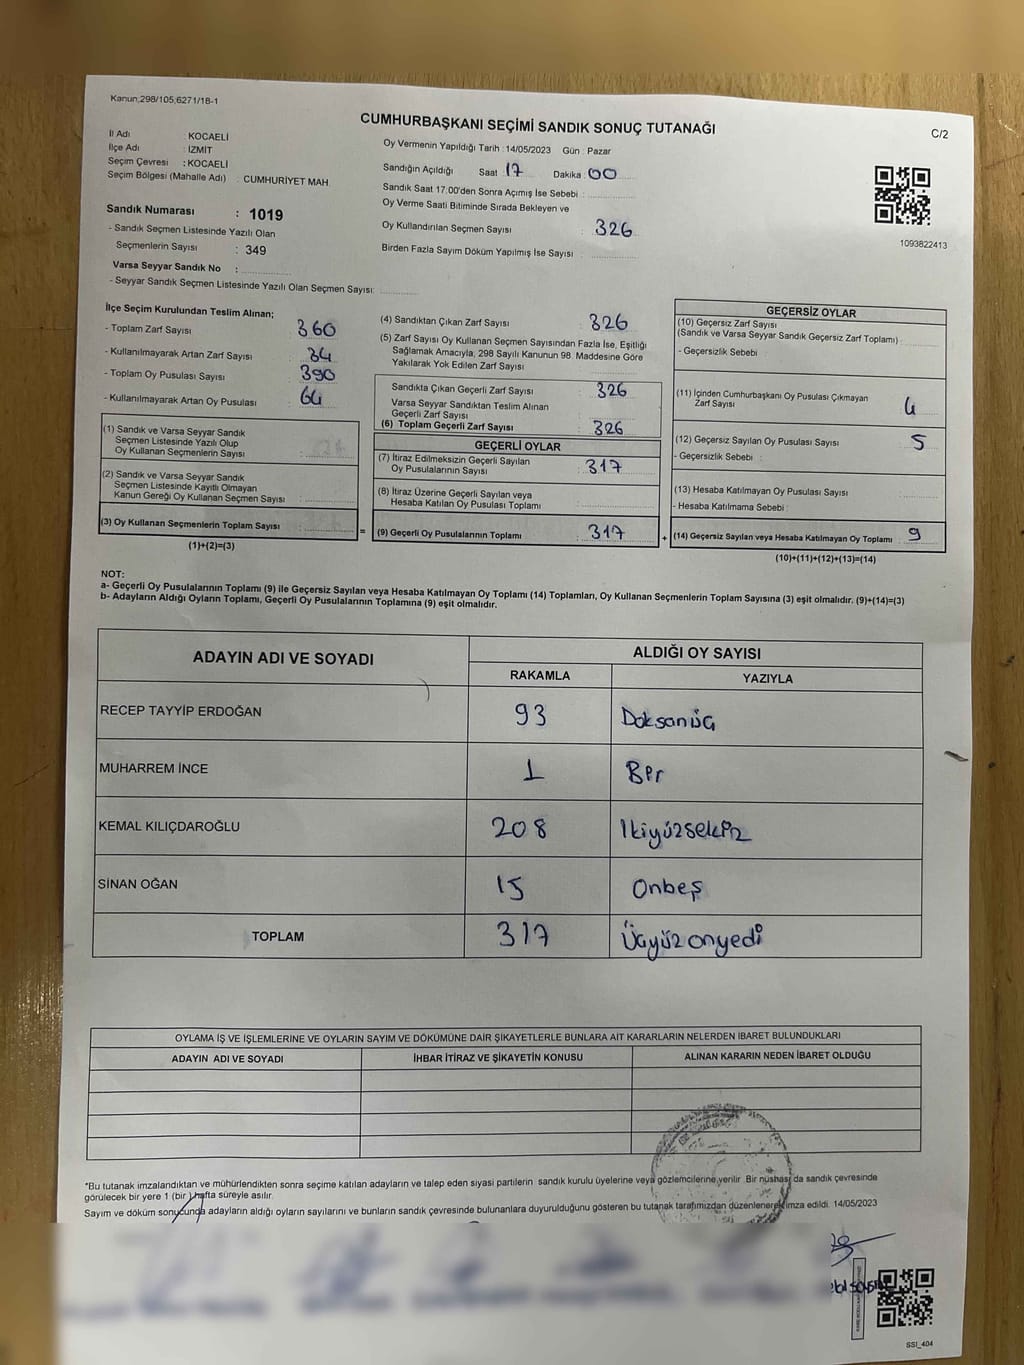 Kanun,298/105,6271/18-1
CUMHURBAŞKANI SEÇİMİ SANDIK SONUÇ TUTANAĞI
C/2
İl Adı : KOCAELİ
İlçe Adı : İZMİT
Seçim Çevresi : KOCAELİ
Seçim Bölgesi (Mahalle Adı) : CUMHURİYET MAH.
Sandık Numarası : 1019
- Sandık Seçmen Listesinde Yazılı Olan
Seçmenlerin Sayısı : 349
Varsa Seyyar Sandık No :
- Seyyar Sandık Seçmen Listesinde Yazılı Olan Seçmen Sayısı:
Oy Vermenin Yapıldığı Tarih : 14/05/2023 Gün : Pazar
Sandığın Açıldığı Saat : 17 Dakika : 00
Sandık Saat 17:00'den Sonra Açımış İse Sebebi :
Oy Verme Saati Bitiminde Sırada Bekleyen ve
Oy Kullandırılan Seçmen Sayısı : 326
Birden Fazla Sayım Döküm Yapılmış İse Sayısı :
1093822413
İlçe Seçim Kurulundan Teslim Alınan;
- Toplam Zarf Sayısı : 360
- Kullanılmayarak Artan Zarf Sayısı : 34
- Toplam Oy Pusulası Sayısı : 390
- Kullanılmayarak Artan Oy Pusulası : 64
(1) Sandık ve Varsa Seyyar Sandık
Seçmen Listesinde Yazılı Olup
Oy Kullanan Seçmenlerin Sayısı :
(2) Sandık ve Varsa Seyyar Sandık
Seçmen Listesinde Kayıtlı Olmayan
Kanun Gereği Oy Kullanan Seçmen Sayısı :
(3) Oy Kullanan Seçmenlerin Toplam Sayısı :
(1)+(2)=(3)
=
(4) Sandıktan Çıkan Zarf Sayısı : 326
(5) Zarf Sayısı Oy Kullanan Seçmen Sayısından Fazla İse, Eşitliği
Sağlamak Amacıyla, 298 Sayılı Kanunun 98. Maddesine Göre
Yakılarak Yok Edilen Zarf Sayısı :
Sandıkta Çıkan Geçerli Zarf Sayısı : 326
Varsa Seyyar Sandıktan Teslim Alınan
Geçerli Zarf Sayısı :
(6) Toplam Geçerli Zarf Sayısı : 326
GEÇERLİ OYLAR
(7) İtiraz Edilmeksizin Geçerli Sayılan
Oy Pusulalarının Sayısı : 317
(8) İtiraz Üzerine Geçerli Sayılan veya
Hesaba Katılan Oy Pusulası Toplamı :
(9) Geçerli Oy Pusulalarının Toplamı : 317
+
GEÇERSİZ OYLAR
(10) Geçersiz Zarf Sayısı
(Sandık ve Varsa Seyyar Sandık Geçersiz Zarf Toplamı) :
- Geçersizlik Sebebi :
(11) İçinden Cumhurbaşkanı Oy Pusulası Çıkmayan
Zarf Sayısı : 4
(12) Geçersiz Sayılan Oy Pusulası Sayısı : 5
- Geçersizlik Sebebi :
(13) Hesaba Katılmayan Oy Pusulası Sayısı :
- Hesaba Katılmama Sebebi :
(14) Geçersiz Sayılan veya Hesaba Katılmayan Oy Toplamı : 9
(10)+(11)+(12)+(13)=(14)
NOT:
a- Geçerli Oy Pusulalarının Toplamı (9) ile Geçersiz Sayılan veya Hesaba Katılmayan Oy Toplamı (14) Toplamları, Oy Kullanan Seçmenlerin Toplam Sayısına (3) eşit olmalıdır. (9)+(14)=(3)
b- Adayların Aldığı Oyların Toplamı, Geçerli Oy Pusulalarının Toplamına (9) eşit olmalıdır.
ADAYIN ADI VE SOYADI ALDIĞI OY SAYISI
RAKAMLA YAZIYLA
RECEP TAYYİP ERDOĞAN 93 Doksanüç
MUHARREM İNCE 1 Bir
KEMAL KILIÇDAROĞLU 208 İkiyüzsekiz
SİNAN OĞAN 15 Onbeş
TOPLAM 317 Üçyüzonyedi
OYLAMA İŞ VE İŞLEMLERİNE VE OYLARIN SAYIM VE DÖKÜMÜNE DAİR ŞİKAYETLERLE BUNLARA AİT KARARLARIN NELERDEN İBARET BULUNDUKLARI
ADAYIN ADI VE SOYADI İHBAR İTİRAZ VE ŞİKAYETİN KONUSU ALINAN KARARIN NEDEN İBARET OLDUĞU
*Bu tutanak imzalandıktan ve mühürlendikten sonra seçime katılan adayların ve talep eden siyasi partilerin sandık kurulu üyelerine veya gözlemcilerine verilir. Bir nüshası da sandık çevresinde
görülecek bir yere 1 (bir ) hafta süreyle asılır.
Sayım ve döküm sonucunda adayların aldığı oyların sayılarını ve bunların sandık çevresinde bulunanlara duyurulduğunu gösteren bu tutanak tarafımızdan düzenlenerek imza edildi. 14/05/2023
SSİ_404